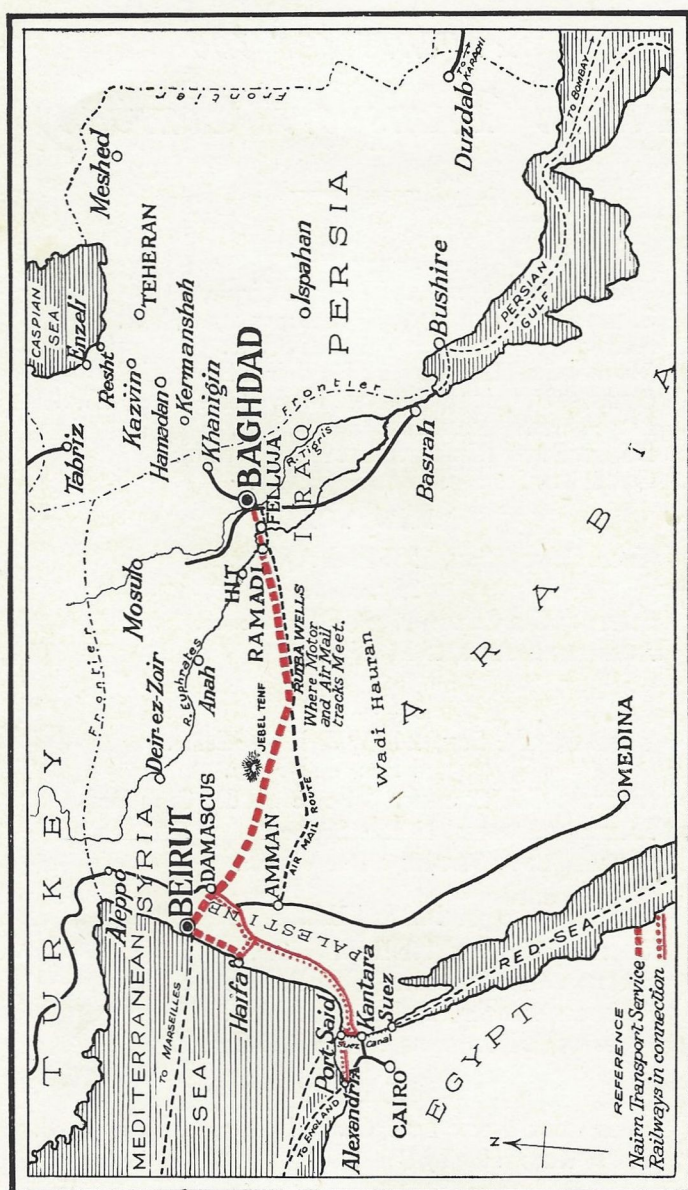 TURKEY
Frontier
Tabriz
CASPIAN
SEA
Enzeli
Resht
Meshed
Frontier
Kazvin
TEHERAN
Hamadan
Kermanshah
Khanigin
Ispahan
PERSIA
Duzdab
TO KARACHI
Aleppo
SYRIA
Deir-ez-Zoir
R. Euphrates
Anah
Mosul
HIT
RAMADI
FELLUJA
BAGHDAD
IRAQ
R. Tigris
Frontier
Basrah
Bushire
PERSIAN
GULF
TO BOMBAY
MEDITERRANEAN
SEA
TO MARSEILLES
BEIRUT
DAMASCUS
JEBEL TENF
RUTBA WELLS
Where Motor
and Air Mail
tracks Meet.
Wadi Hauran
AMMAN
AIR MAIL ROUTE
Haifa
PALESTINE
Port-Said
Kantara
Suez Canal
Suez
TO ENGLAND
Alexandria
CAIRO
EGYPT
RED-SEA
MEDINA
ARABIA
N
REFERENCE
Nairn Transport Service
Railways in connection